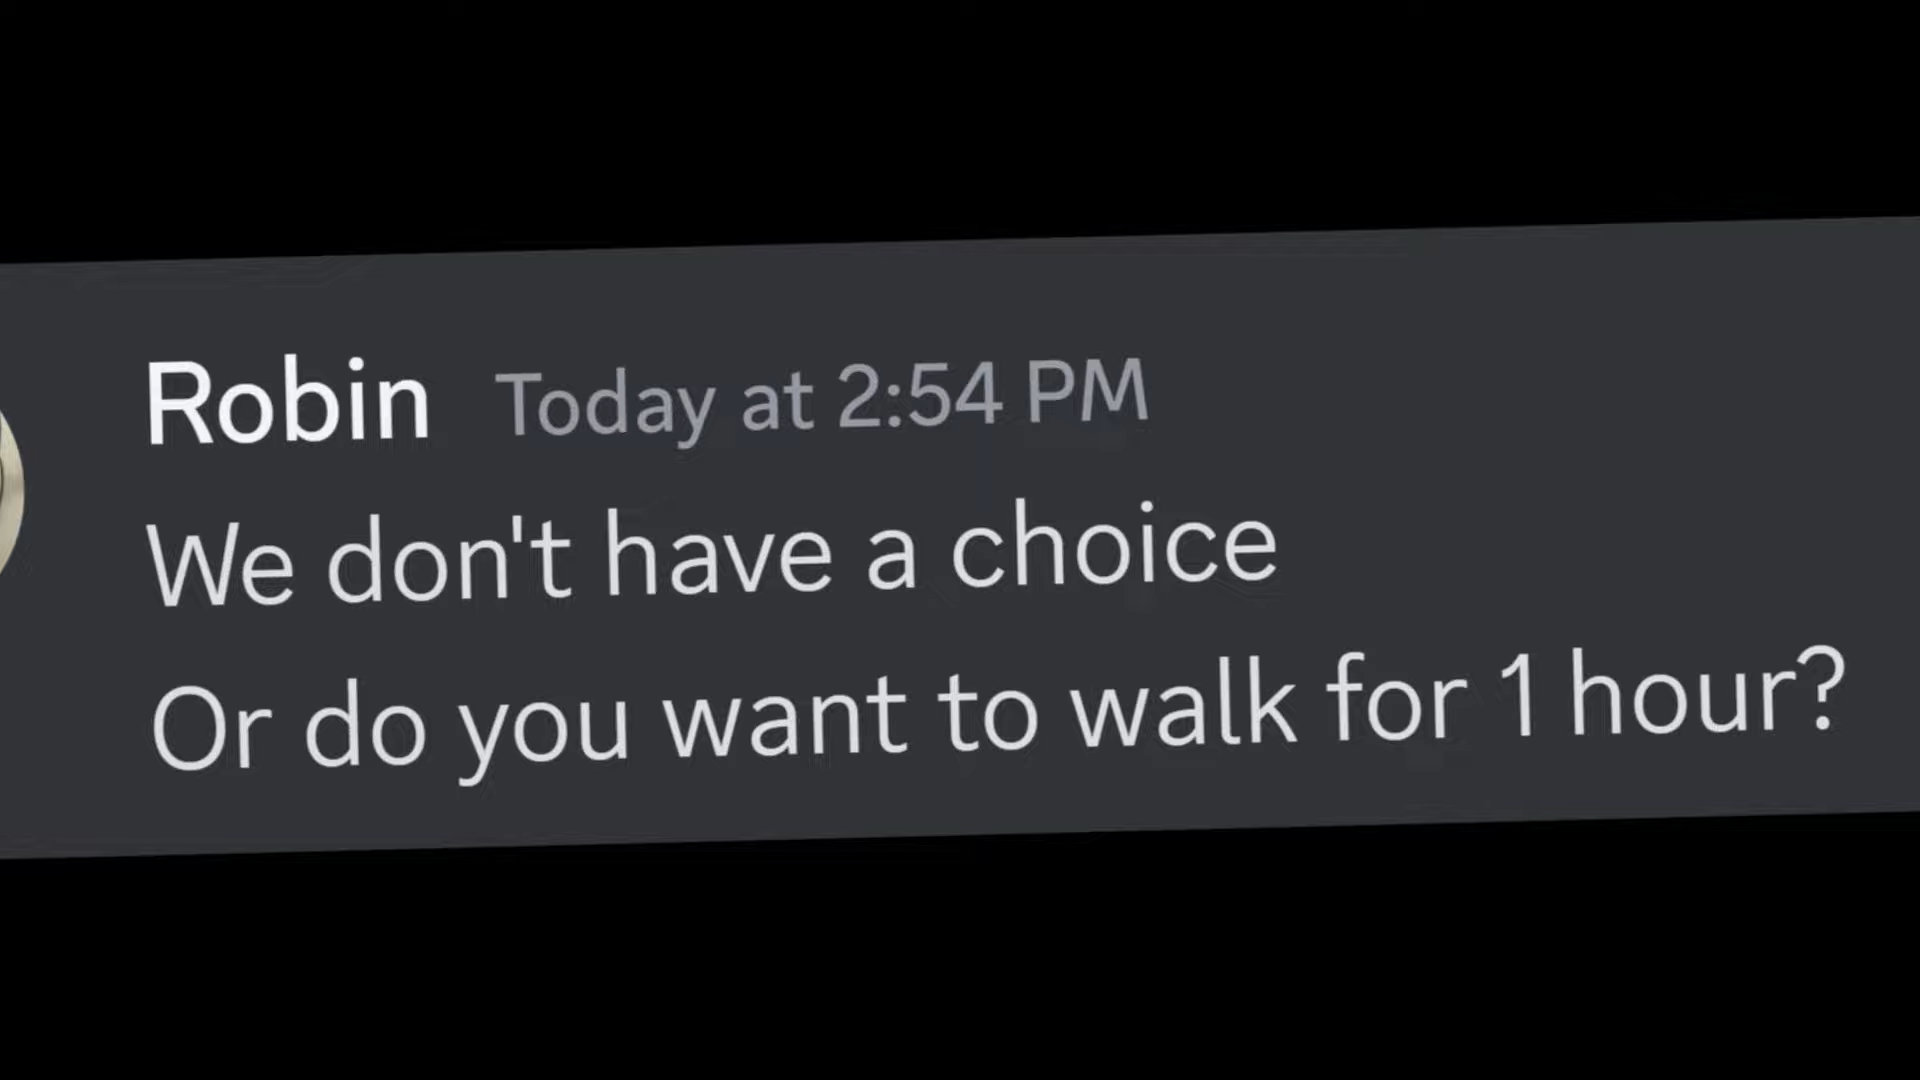 Robin Today at 2:54 PM
We don't have a choice
Or do you want to walk for 1 hour?